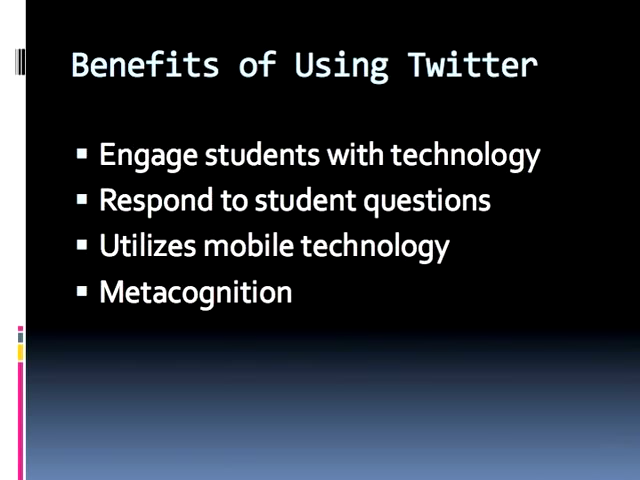 Benefits of Using Twitter
▪ Engage students with technology
▪ Respond to student questions
▪ Utilizes mobile technology
▪ Metacognition